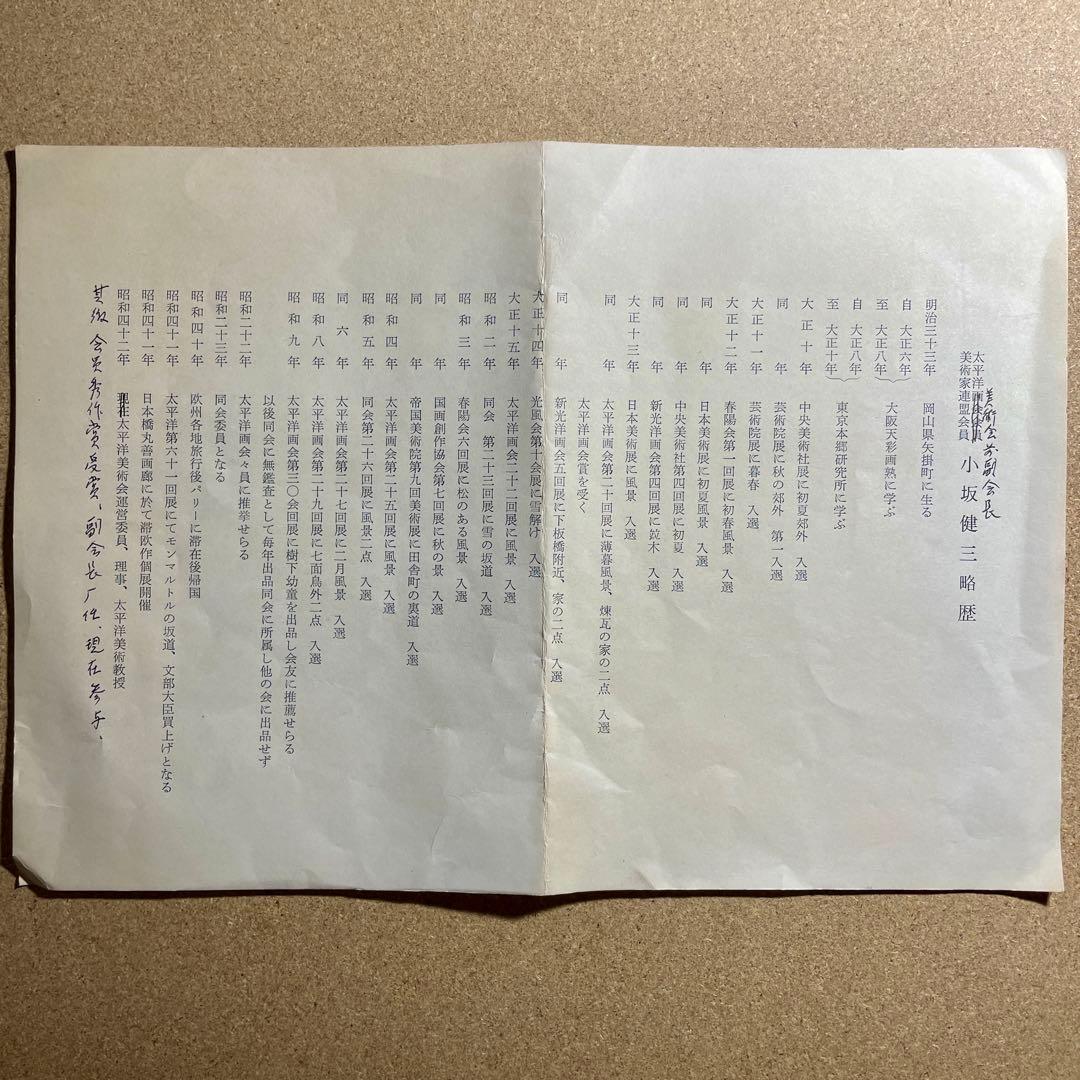 太平洋画会会員 美術会前副会長
美術家連盟会員 小坂健三略歴
明治三十三年 岡山県矢掛町に生る
自 大正六年
至 大正八年 大阪天彩画熟に学ぶ
自 大正八年
至 大正十年 東京本郷研究所に学ぶ
大正十年 中央美術社展に初夏郊外 入選
同年 芸術院展に秋の郊外 第一入選
大正十一年 芸術院展に暮春 入選
大正十二年 春陽会第一回展に初春風景 入選
同年 日本美術展に初夏風景 入選
同年 中央美術社第四回展に初夏 入選
同年 新光洋画会第四回展に並木 入選
大正十三年 日本美術展に風景 入選
同年 太平洋画会第二十回展に薄暮風景、煉瓦の家の二点 入選
太平洋画会賞を受く
同年 新光洋画会五回展に下板橋附近、家の二点 入選
大正十四年 光風会第十会展に雪解け 入選
大正十五年 太平洋画会二十二回展に風景 入選
昭和二年 同会 第二十三回展に雪の坂道 入選
昭和三年 春陽会六回展に松のある風景 入選
同年 国画創作協会第七回展に秋の景 入選
同年 帝国美術院第九回美術展に田舎町の裏道 入選
昭和四年 太平洋画会第二十五回展に風景 入選
昭和五年 同会第二十六回展に風景二点 入選
同六年 太平洋画会第二十七回展に二月風景 入選
昭和八年 太平洋画会第二十九回展に七面鳥外二点 入選
昭和九年 太平洋画会第三〇会回展に樹下幼童を出品し会友に推薦せらる
以後同会に無鑑査として毎年出品同会に所属し他の会に出品せず
昭和二十二年 太平洋画会々員に推挙せらる
昭和二十三年 同会委員となる
昭和四十年 欧州各地旅行後パリーに滞在後帰国
昭和四十一年 太平洋第六十一回展にてモンマルトルの坂道、文部大臣買上げとなる
昭和四十一年 日本橋丸善画廊に於て滞欧作個展開催
昭和四十二年 現在太平洋美術会運営委員、理事、太平洋美術教授
其後会員秀作賞受賞、副会長 任、現在参与、